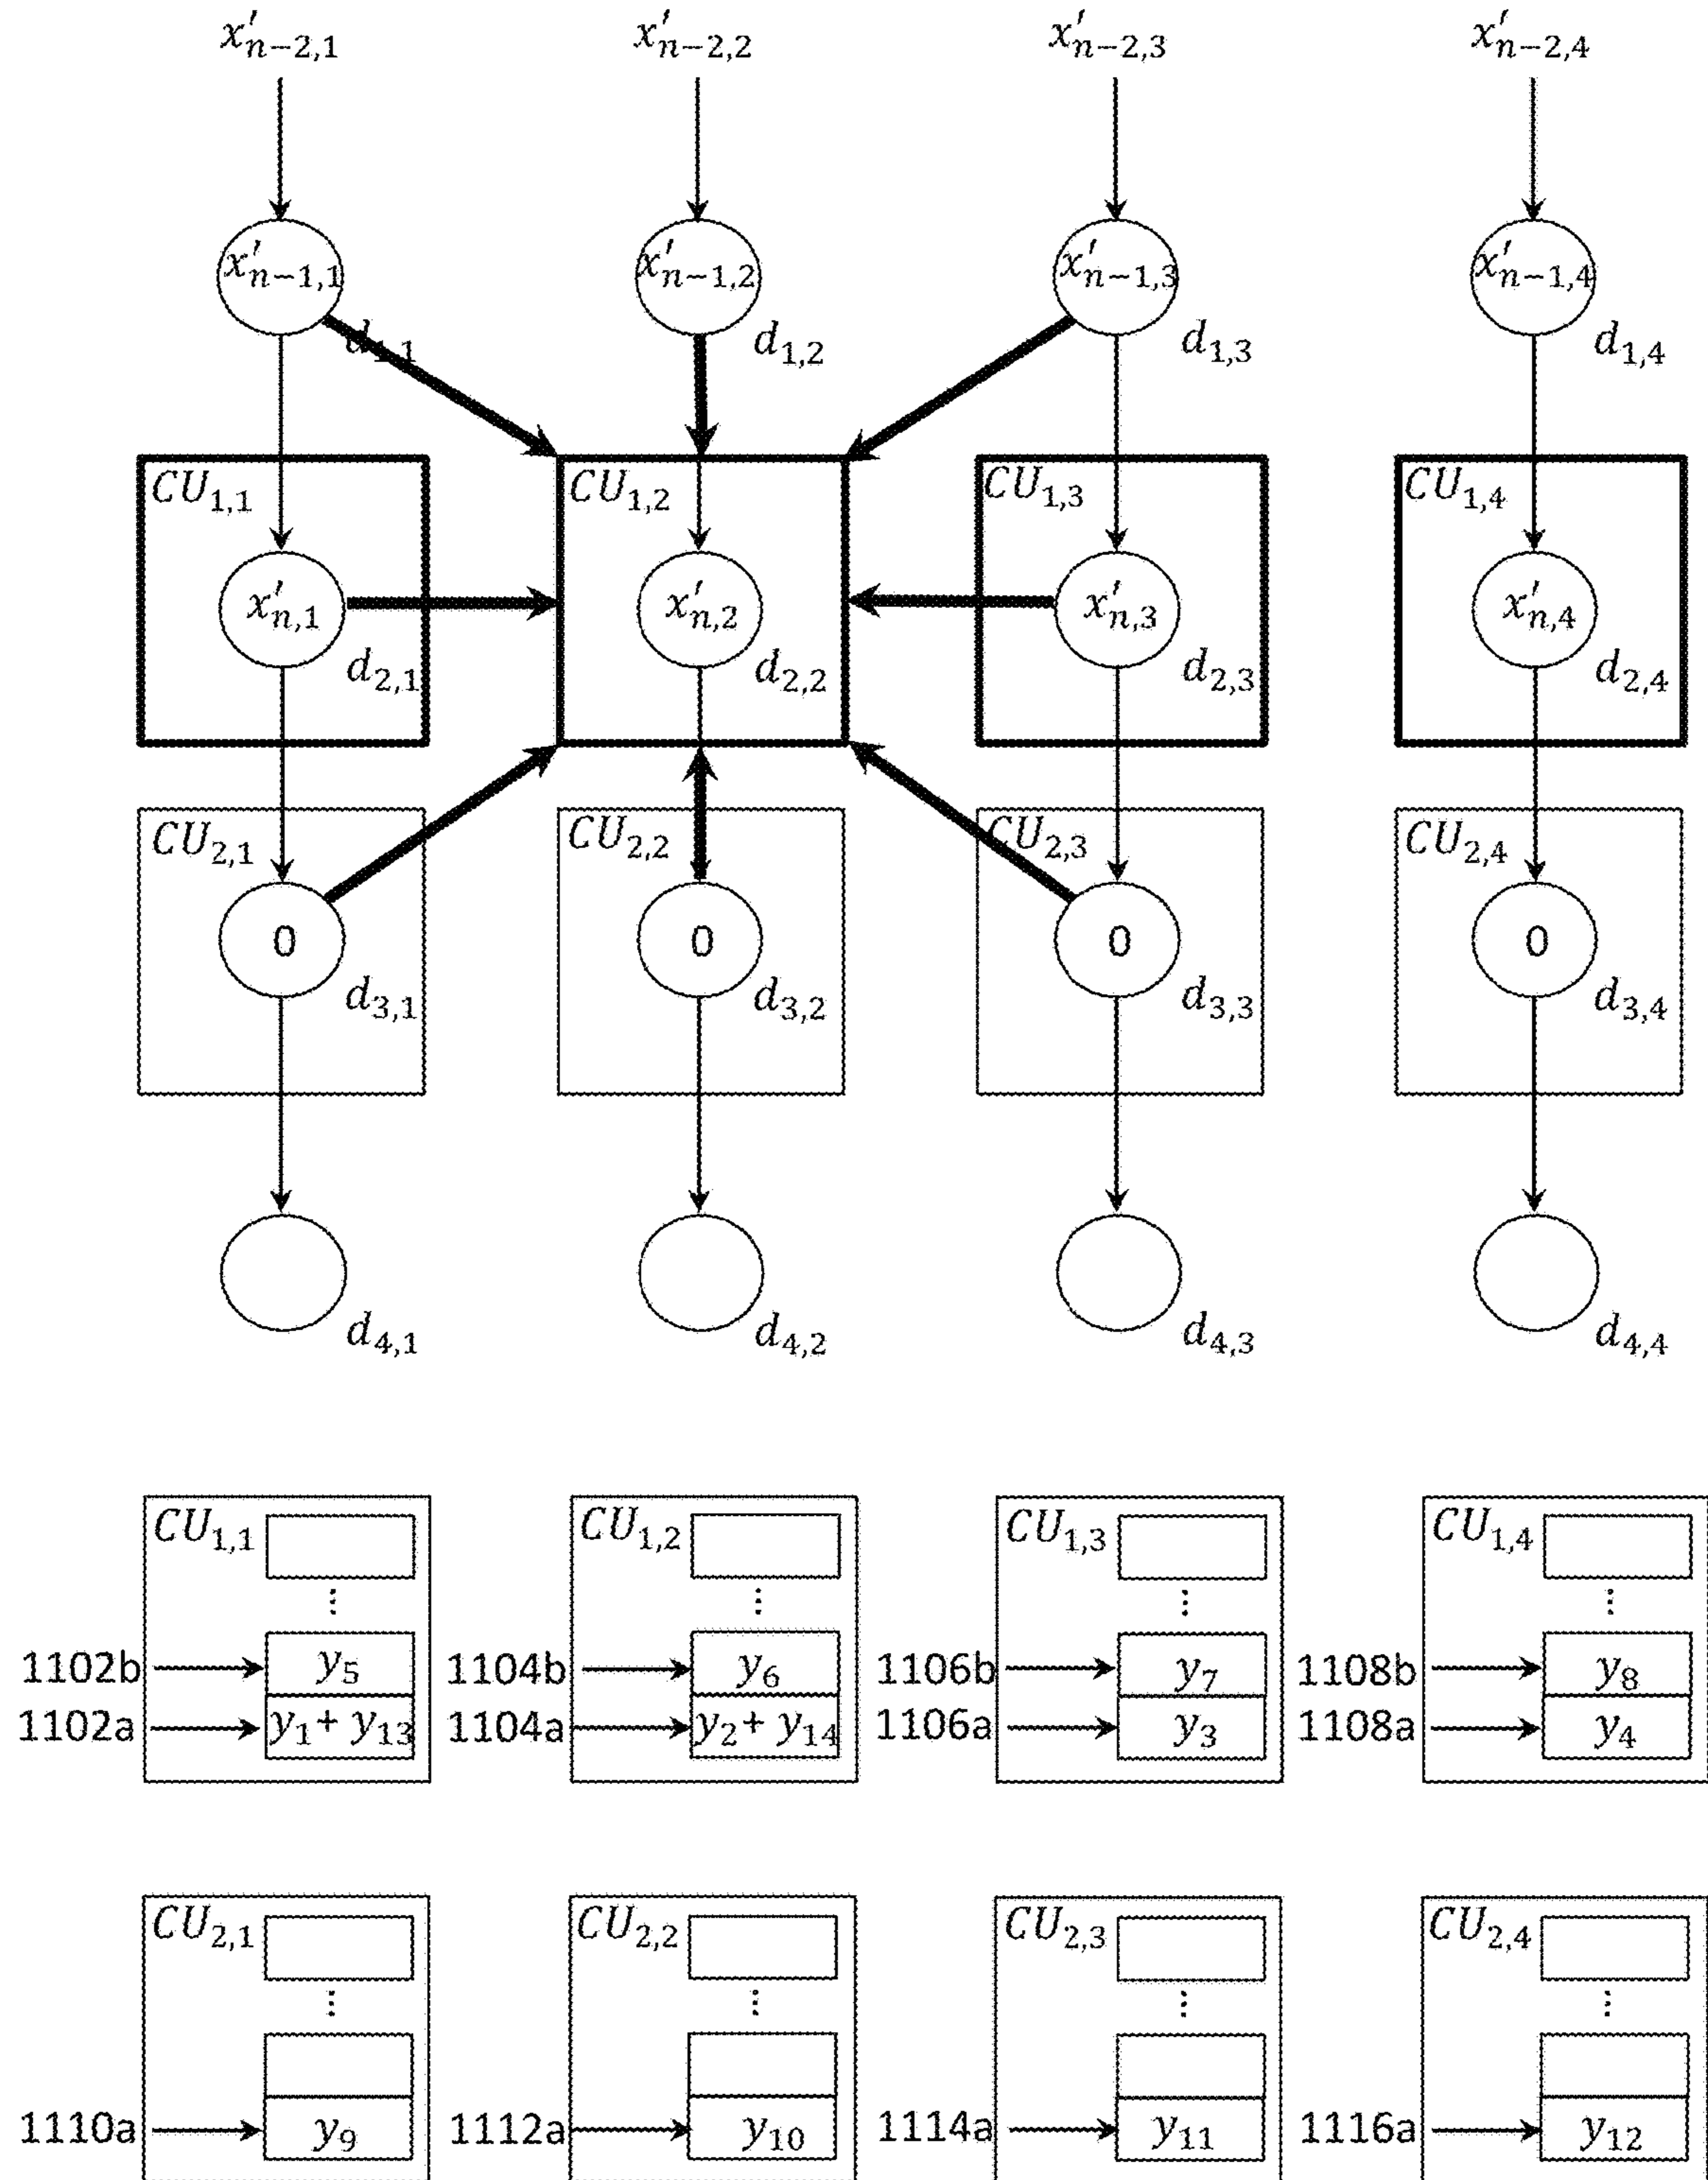 x′n−2,1 x′n−2,2 x′n−2,3 x′n−2,4
x′n−1,1 x′n−1,2 x′n−1,3 x′n−1,4
d1,1 d1,2 d1,3 d1,4
CU1,1 CU1,2 CU1,3 CU1,4
x′n,1 x′n,2 x′n,3 x′n,4
d2,1 d2,2 d2,3 d2,4
CU2,1 CU2,2 CU2,3 CU2,4
0 0 0 0
d3,1 d3,2 d3,3 d3,4
d4,1 d4,2 d4,3 d4,4
CU1,1 CU1,2 CU1,3 CU1,4
⋮ ⋮ ⋮ ⋮
1102b y5 1104b y6 1106b y7 1108b y8
1102a y1 + y13 1104a y2 + y14 1106a y3 1108a y4
CU2,1 CU2,2 CU2,3 CU2,4
⋮ ⋮ ⋮ ⋮
1110a y9 1112a y10 1114a y11 1116a y12